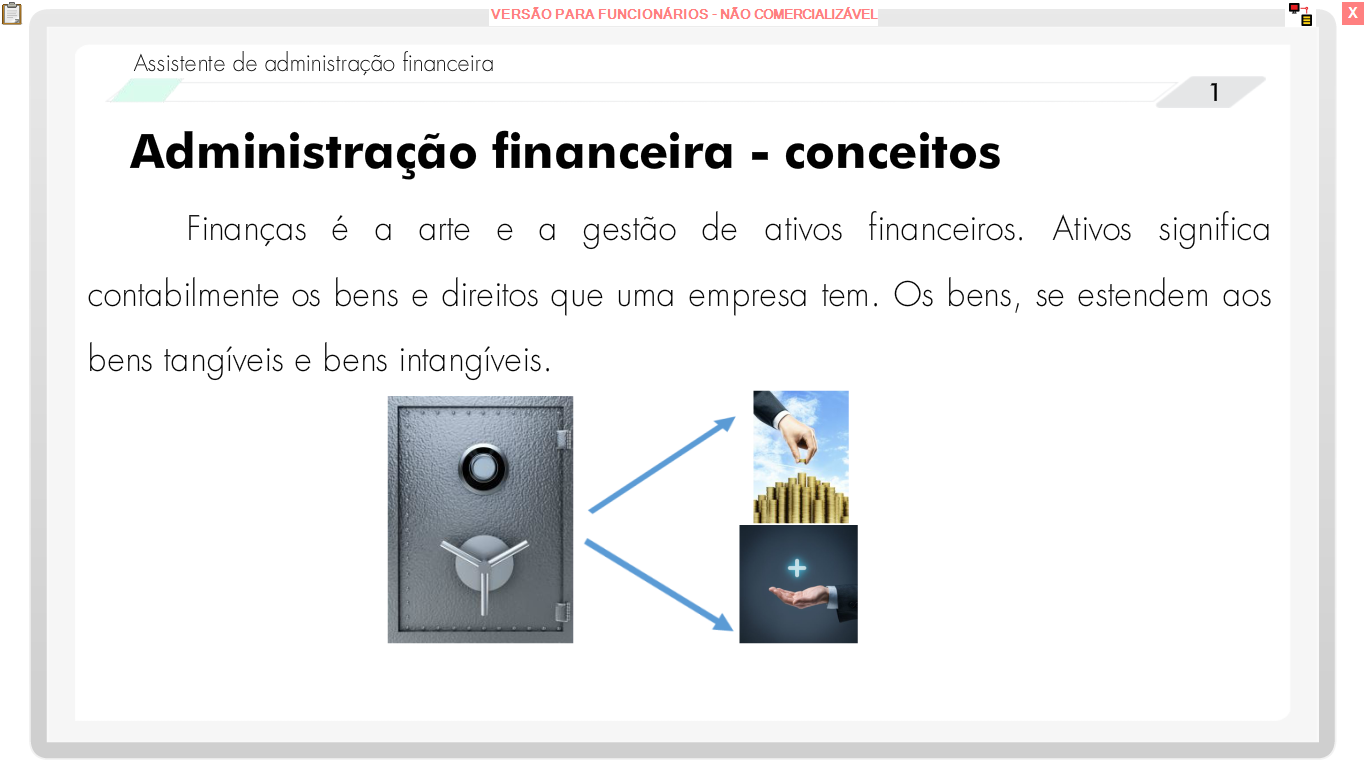 VERSÃO PARA FUNCIONÁRIOS - NÃO COMERCIALIZÁVEL
X
Assistente de administração financeira
1
Administração financeira - conceitos
Finanças é a arte e a gestão de ativos financeiros. Ativos significa
contabilmente os bens e direitos que uma empresa tem. Os bens, se estendem aos
bens tangíveis e bens intangíveis.